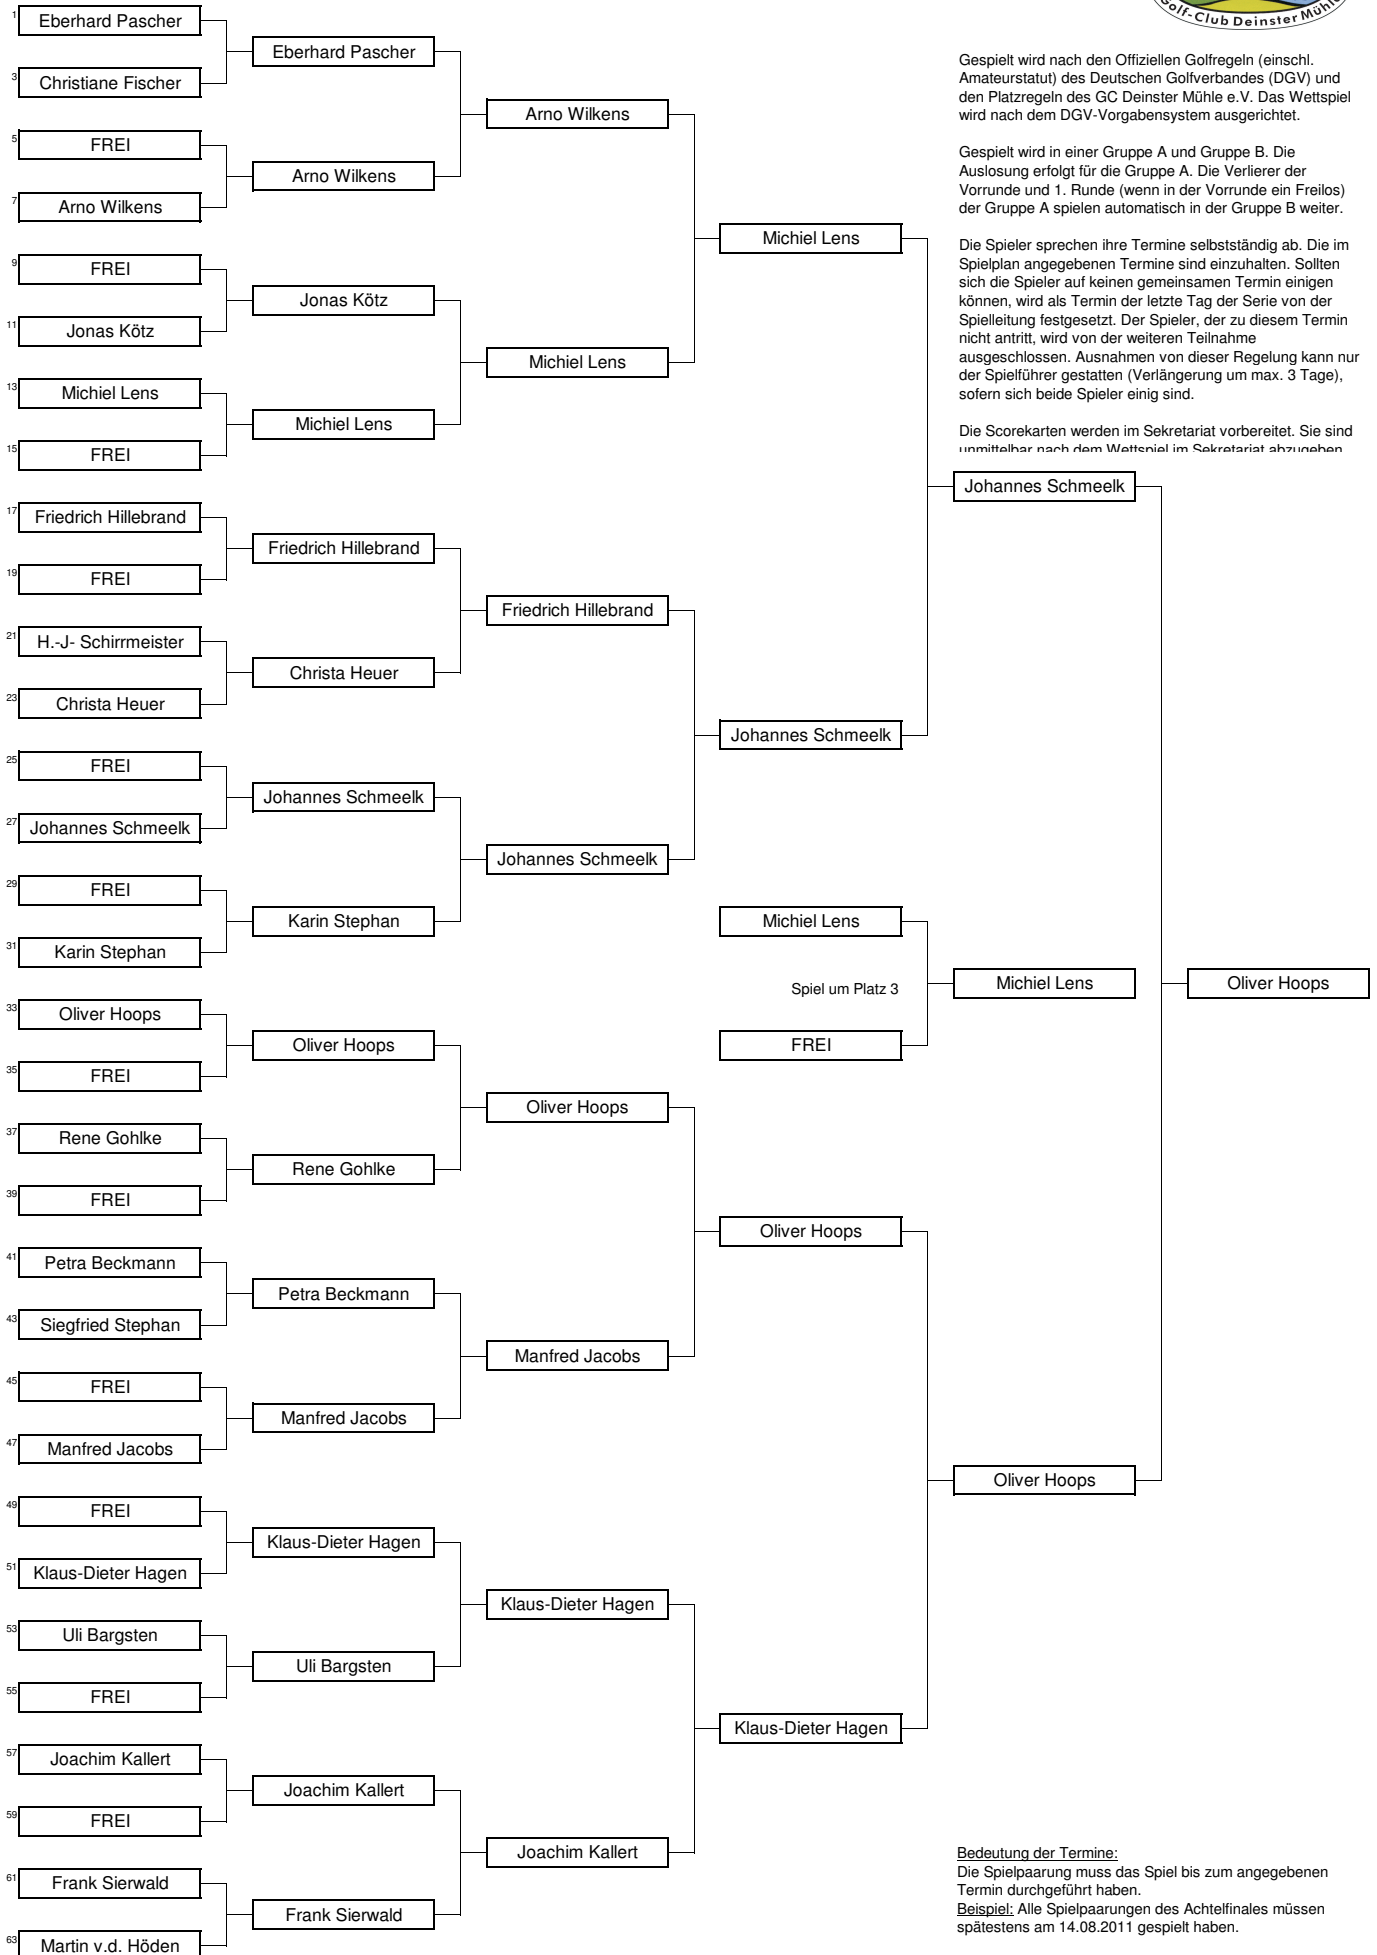 Golf-Club Deinster Mühle
Gespielt wird nach den Offiziellen Golfregeln (einschl.
Amateurstatut) des Deutschen Golfverbandes (DGV) und
den Platzregeln des GC Deinster Mühle e.V. Das Wettspiel
wird nach dem DGV-Vorgabensystem ausgerichtet.
Gespielt wird in einer Gruppe A und Gruppe B. Die
Auslosung erfolgt für die Gruppe A. Die Verlierer der
Vorrunde und 1. Runde (wenn in der Vorrunde ein Freilos)
der Gruppe A spielen automatisch in der Gruppe B weiter.
Die Spieler sprechen ihre Termine selbstständig ab. Die im
Spielplan angegebenen Termine sind einzuhalten. Sollten
sich die Spieler auf keinen gemeinsamen Termin einigen
können, wird als Termin der letzte Tag der Serie von der
Spielleitung festgesetzt. Der Spieler, der zu diesem Termin
nicht antritt, wird von der weiteren Teilnahme
ausgeschlossen. Ausnahmen von dieser Regelung kann nur
der Spielführer gestatten (Verlängerung um max. 3 Tage),
sofern sich beide Spieler einig sind.
Die Scorekarten werden im Sekretariat vorbereitet. Sie sind
unmittelbar nach dem Wettspiel im Sekretariat abzugeben
1 Eberhard Pascher
3 Christiane Fischer
5 FREI
7 Arno Wilkens
9 FREI
11 Jonas Kötz
13 Michiel Lens
15 FREI
17 Friedrich Hillebrand
19 FREI
21 H.-J- Schirrmeister
23 Christa Heuer
25 FREI
27 Johannes Schmeelk
29 FREI
31 Karin Stephan
33 Oliver Hoops
35 FREI
37 Rene Gohlke
39 FREI
41 Petra Beckmann
43 Siegfried Stephan
45 FREI
47 Manfred Jacobs
49 FREI
51 Klaus-Dieter Hagen
53 Uli Bargsten
55 FREI
57 Joachim Kallert
59 FREI
61 Frank Sierwald
63 Martin v.d. Höden
Eberhard Pascher
Arno Wilkens
Jonas Kötz
Michiel Lens
Friedrich Hillebrand
Christa Heuer
Johannes Schmeelk
Karin Stephan
Oliver Hoops
Rene Gohlke
Petra Beckmann
Manfred Jacobs
Klaus-Dieter Hagen
Uli Bargsten
Joachim Kallert
Frank Sierwald
Arno Wilkens
Michiel Lens
Friedrich Hillebrand
Johannes Schmeelk
Oliver Hoops
Manfred Jacobs
Klaus-Dieter Hagen
Joachim Kallert
Michiel Lens
Johannes Schmeelk
Michiel Lens
Spiel um Platz 3
FREI
Oliver Hoops
Klaus-Dieter Hagen
Johannes Schmeelk
Michiel Lens
Oliver Hoops
Oliver Hoops
Bedeutung der Termine:
Die Spielpaarung muss das Spiel bis zum angegebenen
Termin durchgeführt haben.
Beispiel: Alle Spielpaarungen des Achtelfinales müssen
spätestens am 14.08.2011 gespielt haben.